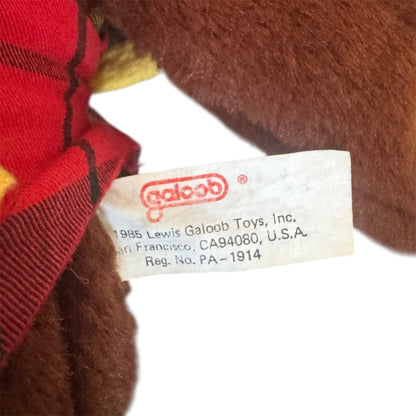 galoob ®
1985 Lewis Galoob Toys, Inc.
Francisco, CA94080, U.S.A.
Reg. No. PA-1914